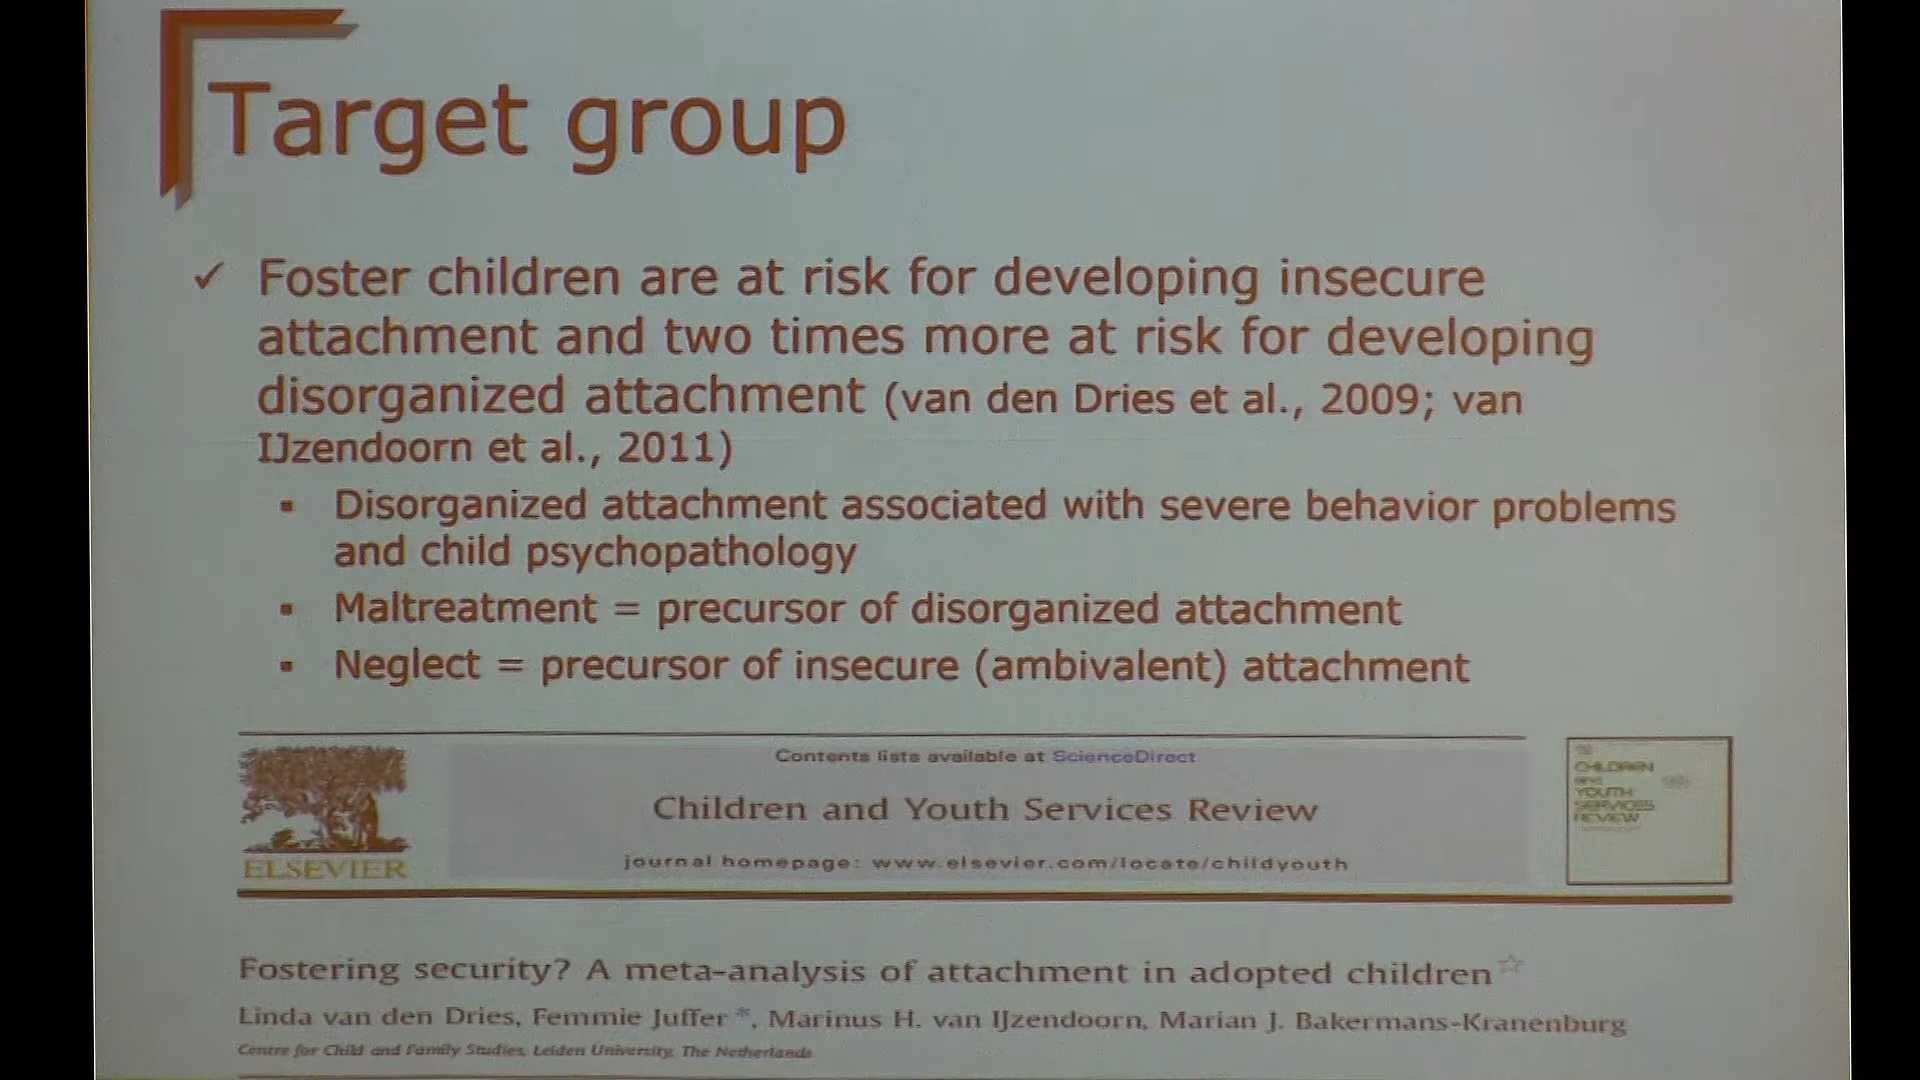 Target group
✓ Foster children are at risk for developing insecure
attachment and two times more at risk for developing
disorganized attachment (van den Dries et al., 2009; van
IJzendoorn et al., 2011)
▪ Disorganized attachment associated with severe behavior problems
and child psychopathology
▪ Maltreatment = precursor of disorganized attachment
▪ Neglect = precursor of insecure (ambivalent) attachment
Contents lists available at ScienceDirect
Children and Youth Services Review
journal homepage: www.elsevier.com/locate/childyouth
ELSEVIER
CHILDREN
and
YOUTH
SERVICES
REVIEW
Fostering security? A meta-analysis of attachment in adopted children☆
Linda van den Dries, Femmie Juffer *, Marinus H. van IJzendoorn, Marian J. Bakermans-Kranenburg
Centre for Child and Family Studies, Leiden University, The Netherlands